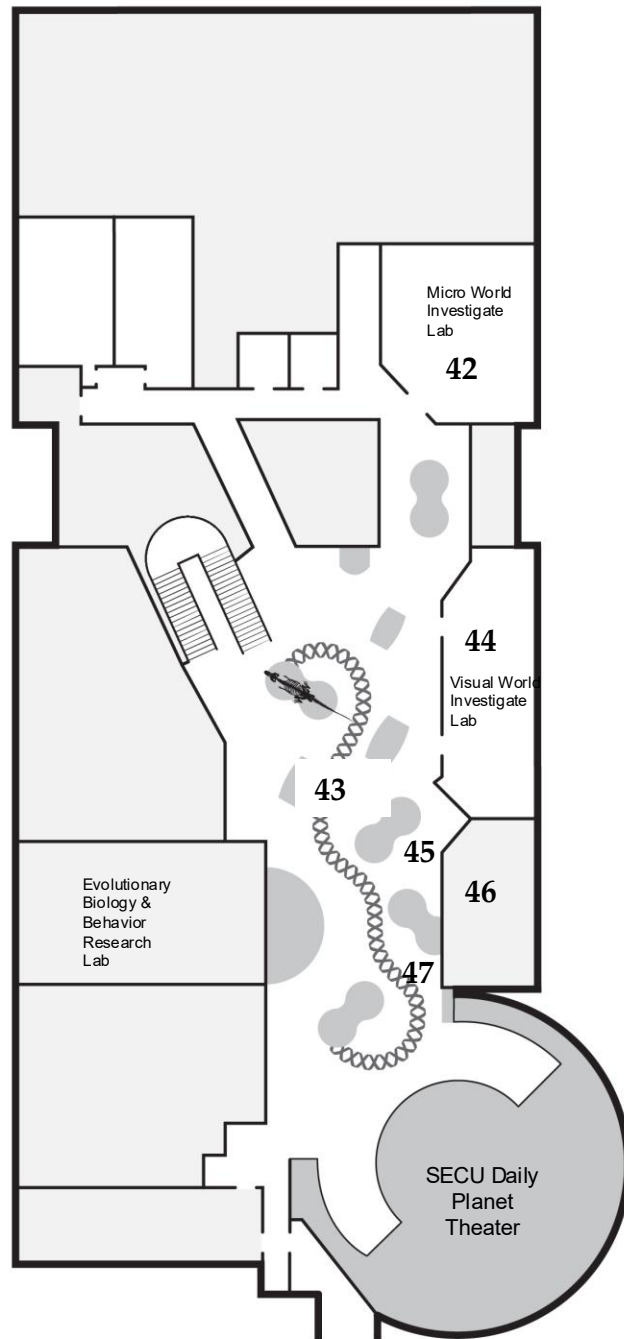 Micro World
Investigate
Lab
42
44
Visual World
Investigate
Lab
43
45
Evolutionary
Biology &
Behavior
Research
Lab
46
47
SECU Daily
Planet
Theater